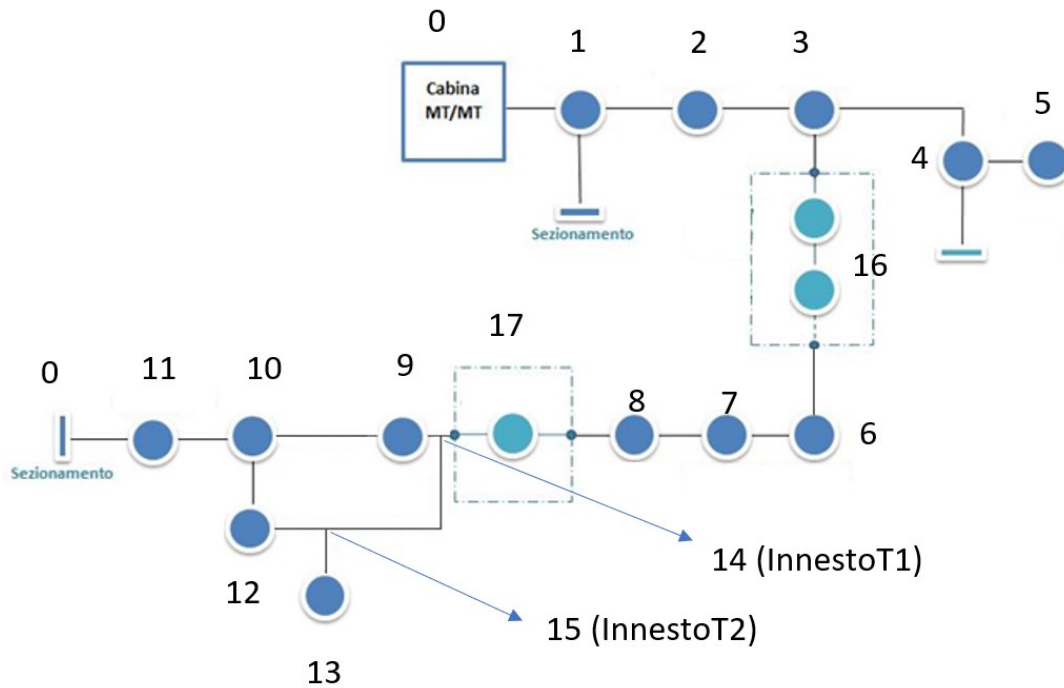 0
1
2
3
Cabina
MT/MT
5
4
Sezionamento
16
17
0
11
10
9
8
7
6
Sezionamento
14 (InnestoT1)
12
15 (InnestoT2)
13